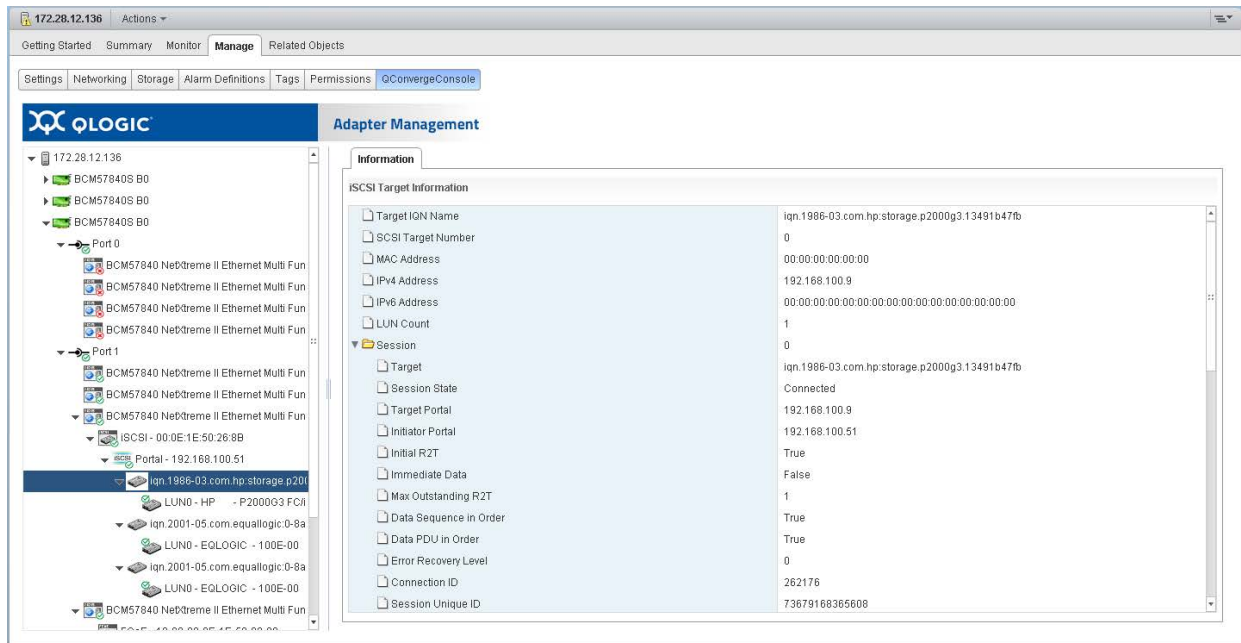 172.28.12.136 Actions
Getting Started Summary Monitor Manage Related Objects
Settings Networking Storage Alarm Definitions Tags Permissions QConvergeConsole
QLOGIC
Adapter Management
172.28.12.136
BCM57840S B0
BCM57840S B0
BCM57840S B0
Port 0
BCM57840 NetXtreme II Ethernet Multi Fun
BCM57840 NetXtreme II Ethernet Multi Fun
BCM57840 NetXtreme II Ethernet Multi Fun
BCM57840 NetXtreme II Ethernet Multi Fun
Port 1
BCM57840 NetXtreme II Ethernet Multi Fun
BCM57840 NetXtreme II Ethernet Multi Fun
BCM57840 NetXtreme II Ethernet Multi Fun
iSCSI - 00:0E:1E:50:26:8B
iSCSI Portal - 192.168.100.51
iqn.1986-03.com.hp:storage.p200
LUN0 - HP - P2000G3 FC/i
iqn.2001-05.com.equallogic:0-8a
LUN0 - EQLOGIC - 100E-00
iqn.2001-05.com.equallogic:0-8a
LUN0 - EQLOGIC - 100E-00
BCM57840 NetXtreme II Ethernet Multi Fun
Information
iSCSI Target Information
Target IQN Name iqn.1986-03.com.hp:storage.p2000g3.13491b47fb
SCSI Target Number 0
MAC Address 00:00:00:00:00:00
IPv4 Address 192.168.100.9
IPv6 Address 00:00:00:00:00:00:00:00:00:00:00:00:00:00:00:00
LUN Count 1
Session 0
Target iqn.1986-03.com.hp:storage.p2000g3.13491b47fb
Session State Connected
Target Portal 192.168.100.9
Initiator Portal 192.168.100.51
Initial R2T True
Immediate Data False
Max Outstanding R2T 1
Data Sequence in Order True
Data PDU in Order True
Error Recovery Level 0
Connection ID 262176
Session Unique ID 73679168365608